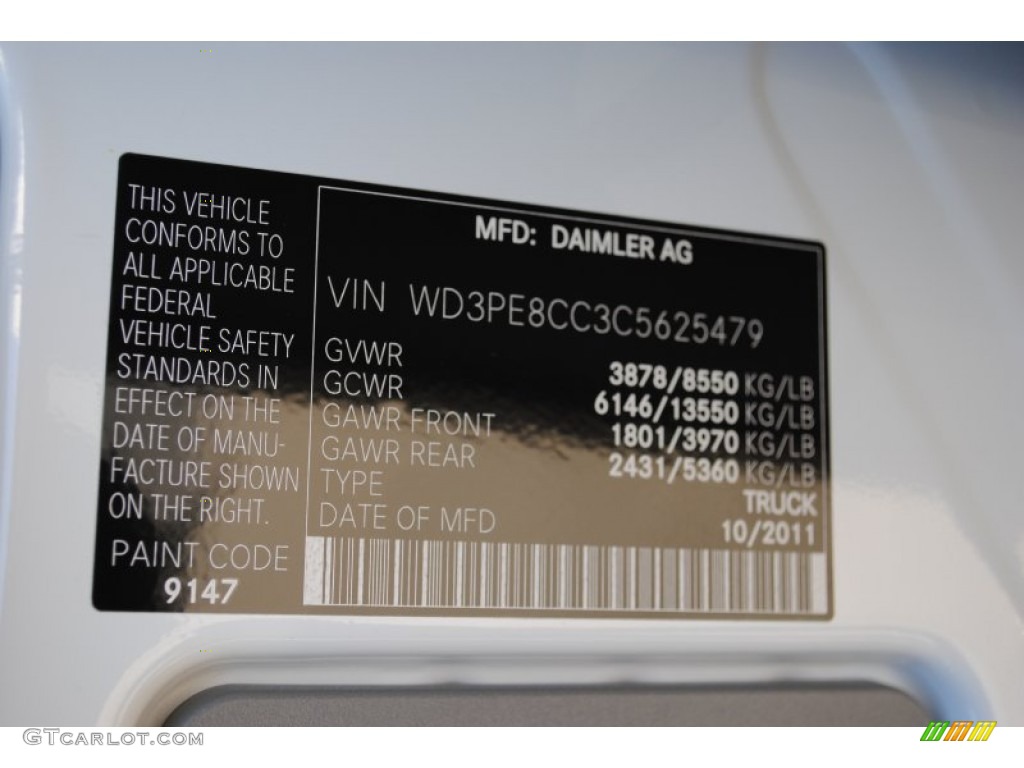 THIS VEHICLE
CONFORMS TO
ALL APPLICABLE
FEDERAL
VEHICLE SAFETY
STANDARDS IN
EFFECT ON THE
DATE OF MANU-
FACTURE SHOWN
ON THE RIGHT.
PAINT CODE
9147
MFD: DAIMLER AG
VIN WD3PE8CC3C5625479
GVWR 3878/8550 KG/LB
GCWR 6146/13550 KG/LB
GAWR FRONT 1801/3970 KG/LB
GAWR REAR 2431/5360 KG/LB
TYPE TRUCK
DATE OF MFD 10/2011
GTCARLOT.COM